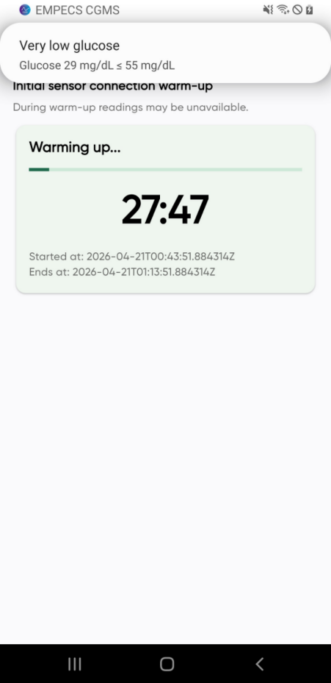 EMPECS CGMS
Very low glucose
Glucose 29 mg/dL ≤ 55 mg/dL
Initial sensor connection warm-up
During warm-up readings may be unavailable.
Warming up...
27:47
Started at: 2026-04-21T00:43:51.884314Z
Ends at: 2026-04-21T01:13:51.884314Z